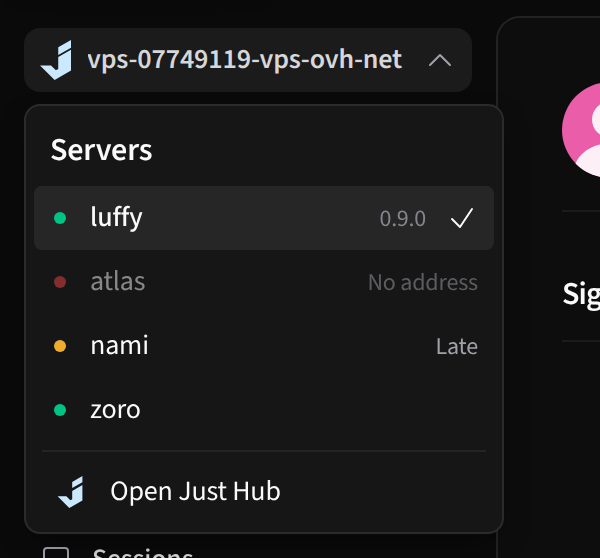 vps-07749119-vps-ovh-net
Servers
luffy 0.9.0
atlas No address
nami Late
zoro
Open Just Hub
Sessions
Sig